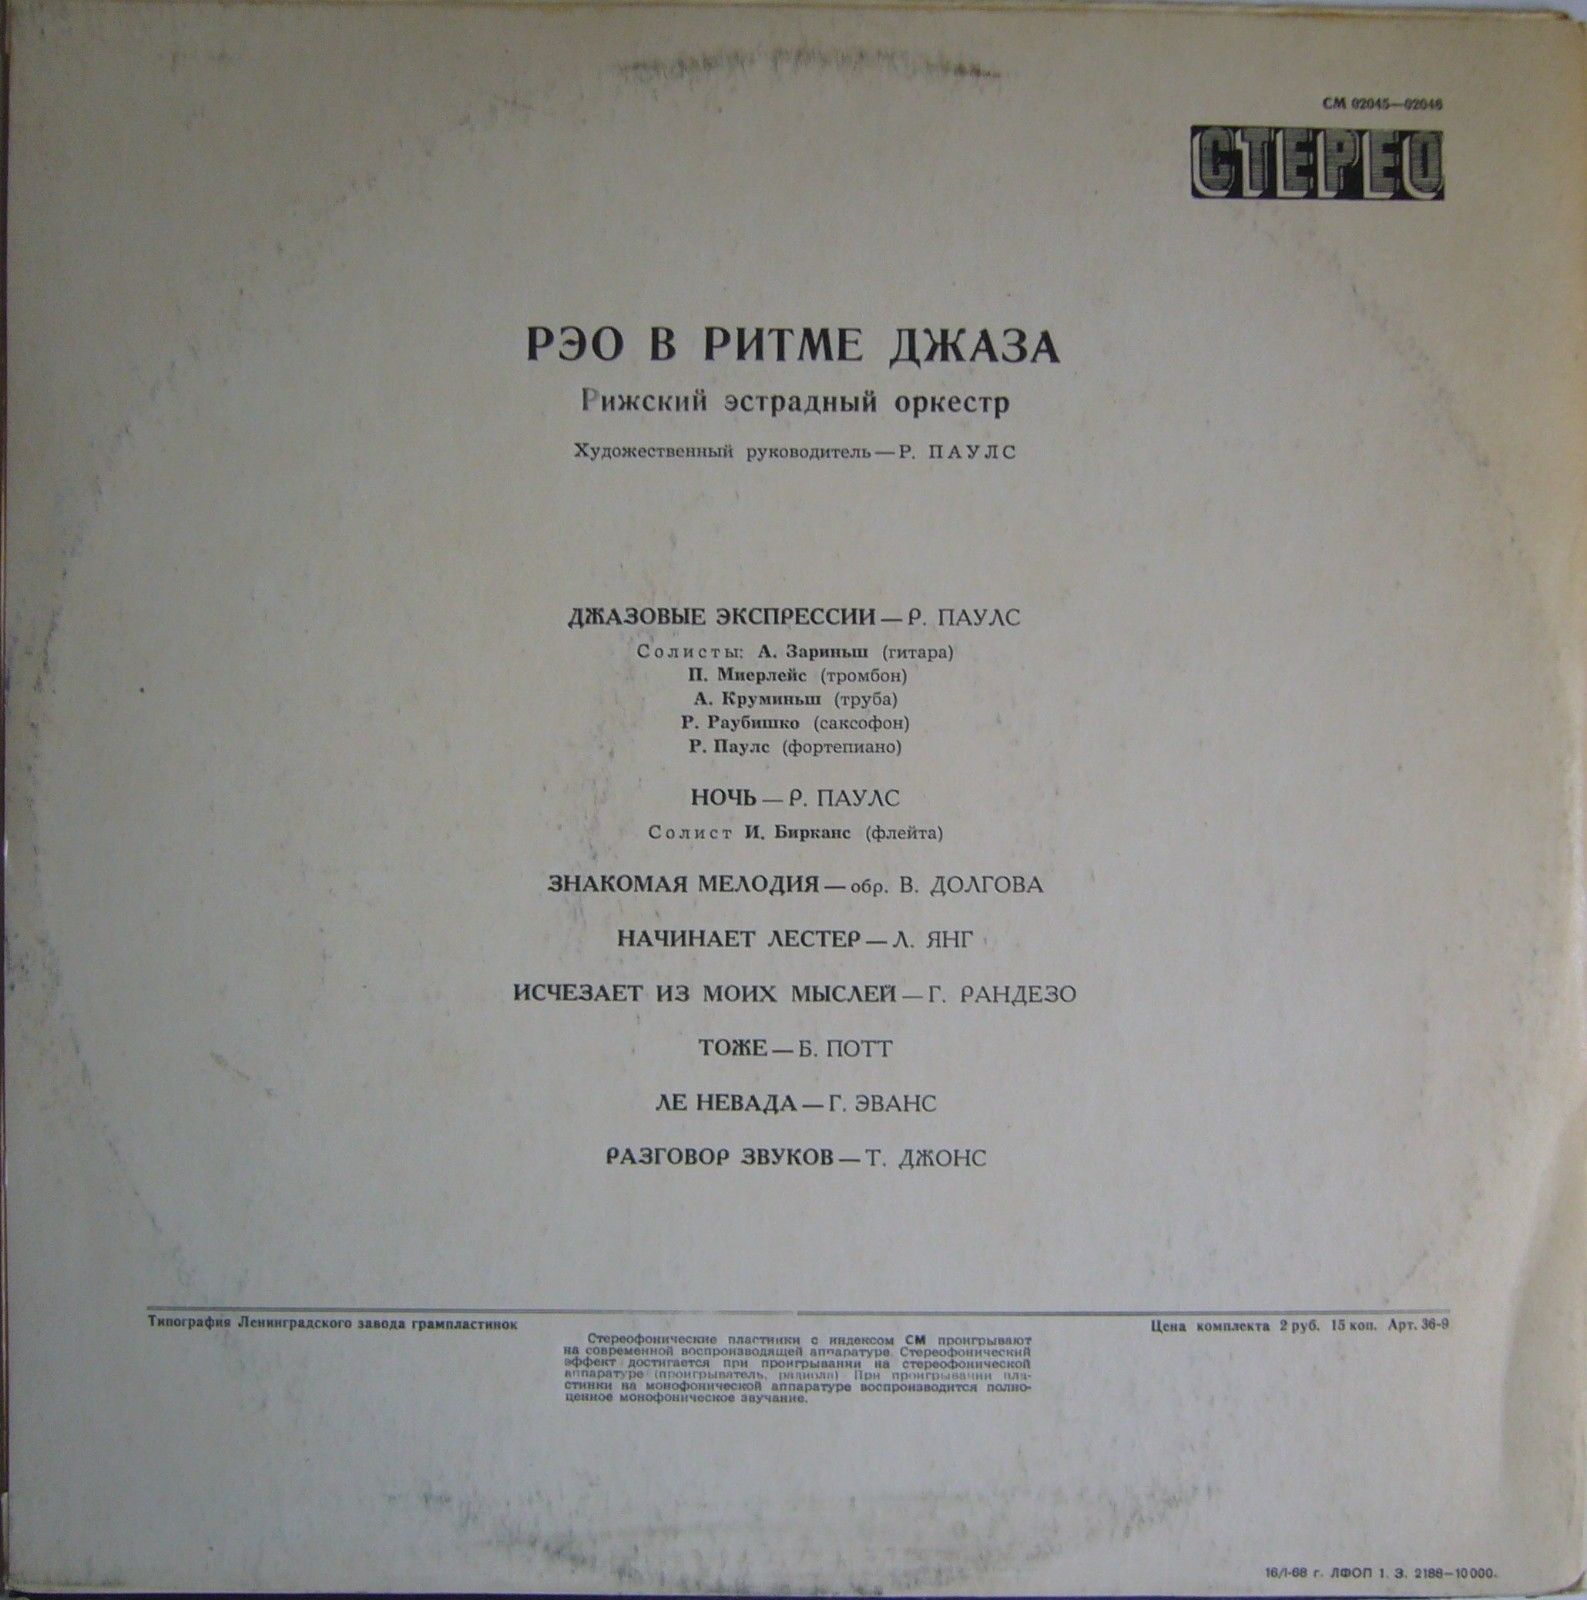 СМ 02045—02046
СТЕРЕО
РЭО В РИТМЕ ДЖАЗА
Рижский эстрадный оркестр
Художественный руководитель — Р. ПАУЛС
ДЖАЗОВЫЕ ЭКСПРЕССИИ — Р. ПАУЛС
Солисты: А. Зариньш (гитара)
П. Миерлейс (тромбон)
А. Круминьш (труба)
Р. Раубишко (саксофон)
Р. Паулс (фортепиано)
НОЧЬ — Р. ПАУЛС
Солист И. Бирканс (флейта)
ЗНАКОМАЯ МЕЛОДИЯ — обр. В. ДОЛГОВА
НАЧИНАЕТ ЛЕСТЕР — Л. ЯНГ
ИСЧЕЗАЕТ ИЗ МОИХ МЫСЛЕЙ — Г. РАНДЕЗО
ТОЖЕ — Б. ПОТТ
ЛЕ НЕВАДА — Г. ЭВАНС
РАЗГОВОР ЗВУКОВ — Т. ДЖОНС
Типография Ленинградского завода грампластинок
Цена комплекта 2 руб. 15 коп. Арт. 36-9
Стереофонические пластинки с индексом СМ проигрывают
на современной воспроизводящей аппаратуре. Стереофонический
эффект достигается при проигрывании на стереофонической
аппаратуре (проигрыватель, радиола) При проигрывании пла-
стинки на монофонической аппаратуре воспроизводится полно-
ценное монофоническое звучание.
16/I-68 г. ЛФОП 1. З. 2188—10 000.